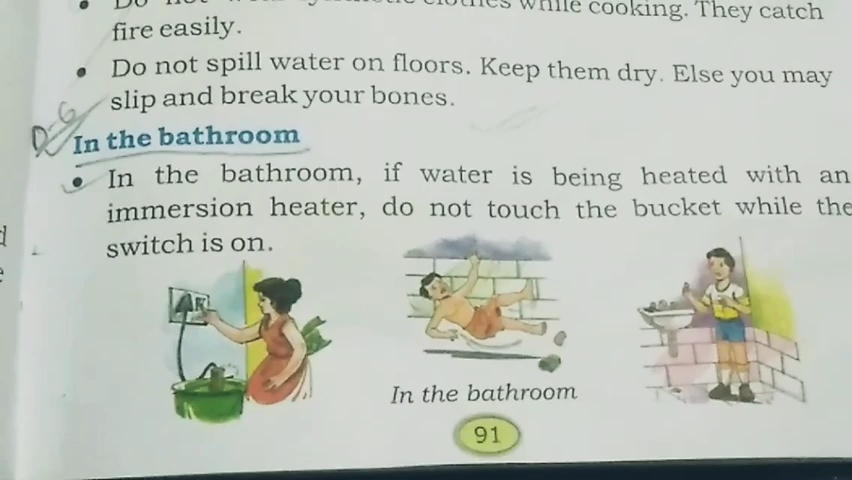 while cooking. They catch
fire easily.
• Do not spill water on floors. Keep them dry. Else you may
slip and break your bones.
D-6
In the bathroom
• In the bathroom, if water is being heated with an
immersion heater, do not touch the bucket while the
switch is on.
In the bathroom
91